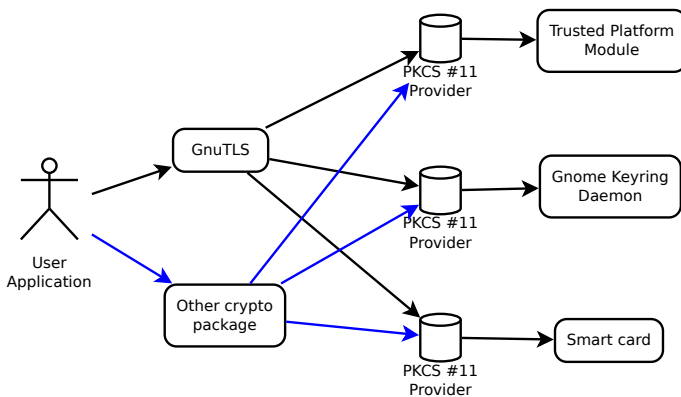 PKCS #11
Provider
Trusted Platform
Module
GnuTLS
PKCS #11
Provider
Gnome Keyring
Daemon
User
Application
Other crypto
package
PKCS #11
Provider
Smart card